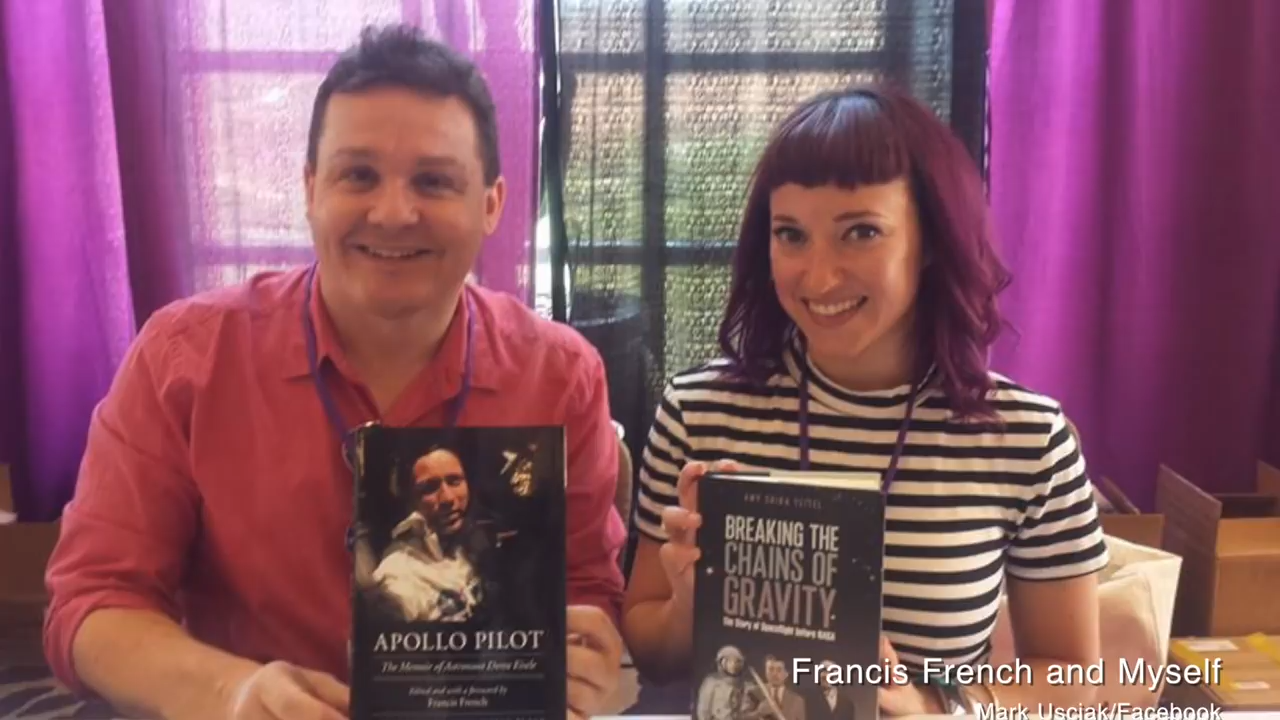 AMY SHIRA TEITEL
BREAKING THE
CHAINS OF
GRAVITY.
The Story of Spaceflight before NASA
APOLLO PILOT
The Memoir of Astronaut Donn Eisele
Edited and with a foreword by
Francis French
Francis French and Myself
Mark Usciak/Facebook